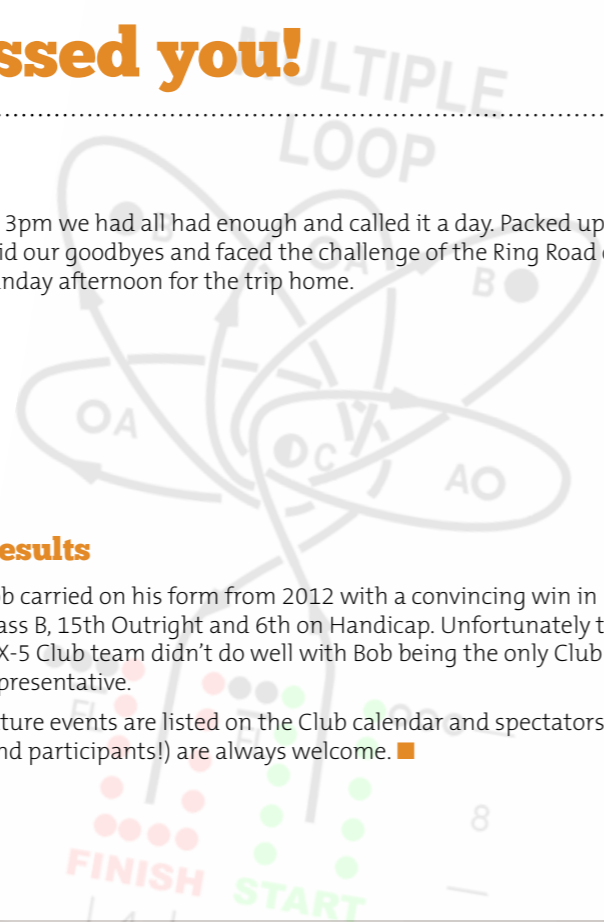 ssed you!
MULTIPLE
LOOP
3pm we had all had enough and called it a day. Packed up
id our goodbyes and faced the challenge of the Ring Road
nday afternoon for the trip home.
D
A
B
A
C
A
esults
b carried on his form from 2012 with a convincing win in
ass B, 15th Outright and 6th on Handicap. Unfortunately t
X-5 Club team didn't do well with Bob being the only Club
presentative.
ture events are listed on the Club calendar and spectators
nd participants!) are always welcome. ■
8
FINISH
START